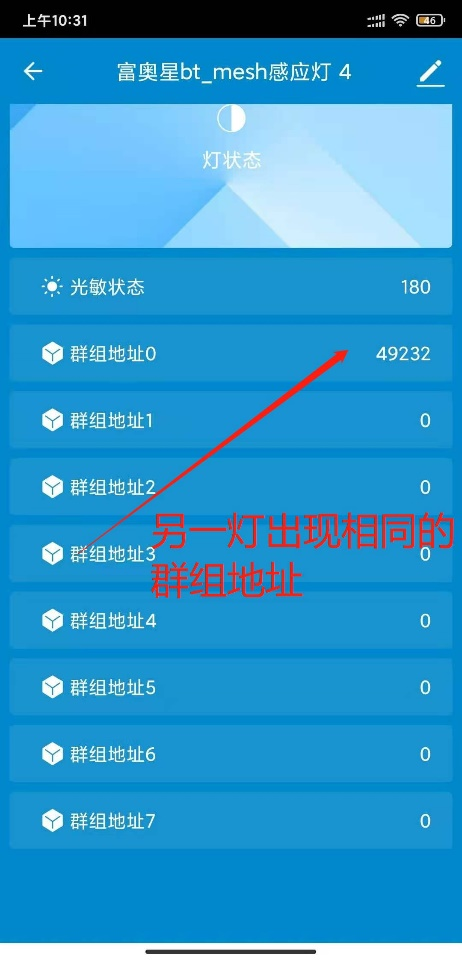 上午10:31
46
富奥星bt_mesh感应灯 4
灯状态
光敏状态 180
群组地址0 49232
群组地址1 0
群组地址2 0
另一灯出现相同的
群组地址3 0
群组地址
群组地址4 0
群组地址5 0
群组地址6 0
群组地址7 0